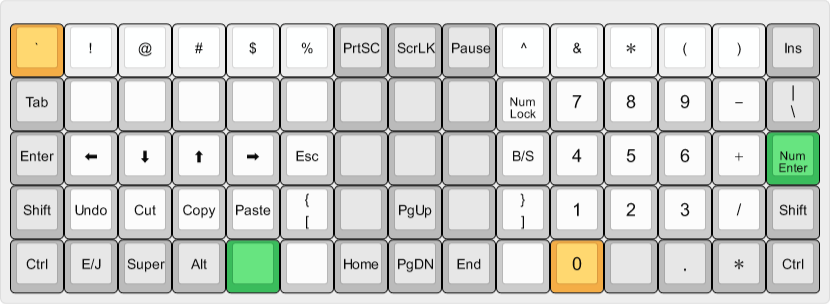 ` ! @ # $ % PrtSC ScrLK Pause ^ & * ( ) Ins
Tab Num Lock 7 8 9 - | \
Enter ⬅ ⬇ ⬆ ➡ Esc B/S 4 5 6 + Num Enter
Shift Undo Cut Copy Paste { [ PgUp } ] 1 2 3 / Shift
Ctrl E/J Super Alt Home PgDN End 0 . * Ctrl